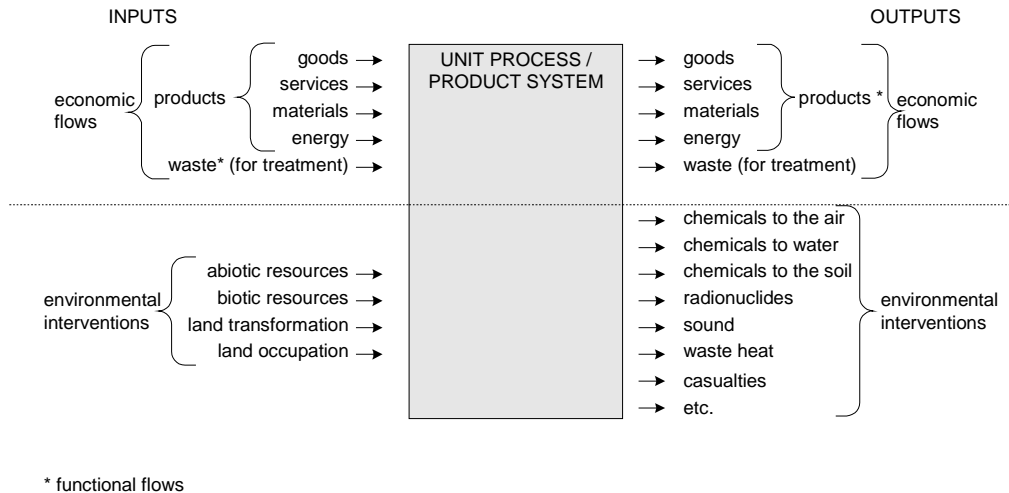 INPUTS
OUTPUTS
goods
services
materials
energy
products
economic
flows
waste* (for treatment)
UNIT PROCESS /
PRODUCT SYSTEM
goods
services
materials
energy
products *
economic
flows
waste (for treatment)
abiotic resources
biotic resources
land transformation
land occupation
environmental
interventions
chemicals to the air
chemicals to water
chemicals to the soil
radionuclides
sound
waste heat
casualties
etc.
environmental
interventions
* functional flows